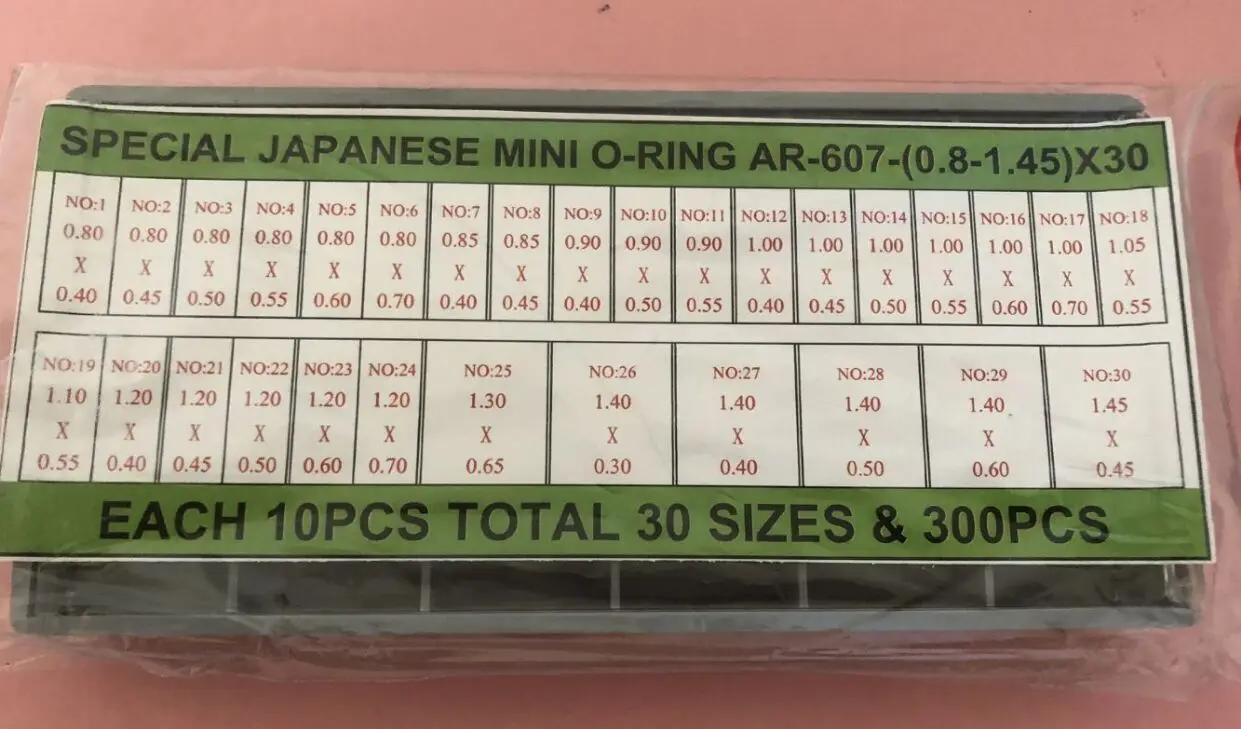 SPECIAL JAPANESE MINI O-RING AR-607-(0.8-1.45)X30
NO:1 NO:2 NO:3 NO:4 NO:5 NO:6 NO:7 NO:8 NO:9 NO:10 NO:11 NO:12 NO:13 NO:14 NO:15 NO:16 NO:17 NO:18
0.80 0.80 0.80 0.80 0.80 0.80 0.85 0.85 0.90 0.90 0.90 1.00 1.00 1.00 1.00 1.00 1.00 1.05
X X X X X X X X X X X X X X X X X X
0.40 0.45 0.50 0.55 0.60 0.70 0.40 0.45 0.40 0.50 0.55 0.40 0.45 0.50 0.55 0.60 0.70 0.55
NO:19 NO:20 NO:21 NO:22 NO:23 NO:24 NO:25 NO:26 NO:27 NO:28 NO:29 NO:30
1.10 1.20 1.20 1.20 1.20 1.20 1.30 1.40 1.40 1.40 1.40 1.45
X X X X X X X X X X X X
0.55 0.40 0.45 0.50 0.60 0.70 0.65 0.30 0.40 0.50 0.60 0.45
EACH 10PCS TOTAL 30 SIZES & 300PCS